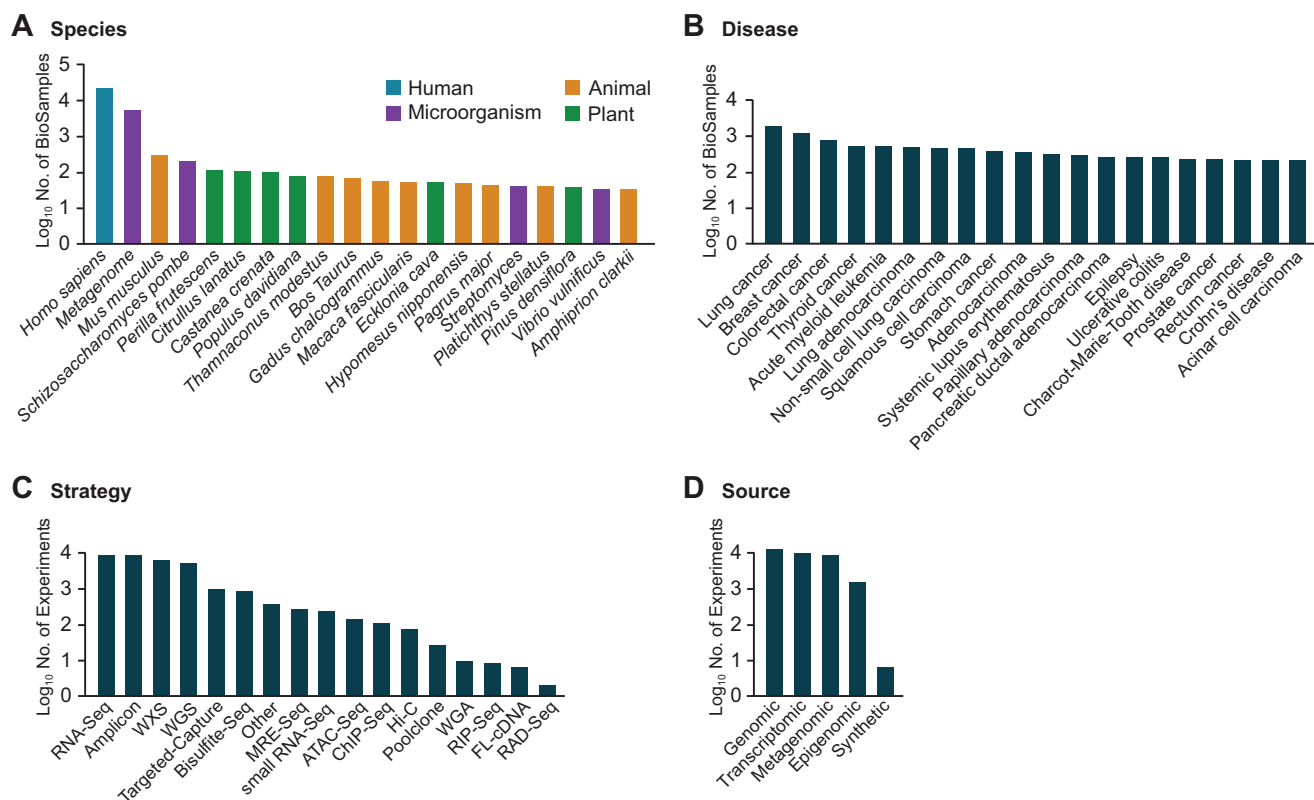 A Species
Log₁₀ No. of BioSamples
5
4
3
2
1
0
Human
Animal
Microorganism
Plant
Homo sapiens
Metagenome
Mus musculus
Schizosaccharomyces pombe
Perilla frutescens
Citrullus lanatus
Castanea crenata
Populus davidiana
Thamnaconus modestus
Bos Taurus
Gadus chalcogrammus
Macaca fascicularis
Ecklonia cava
Hypomesus nipponensis
Pagrus major
Streptomyces
Platichthys stellatus
Pinus densiflora
Vibrio vulnificus
Amphiprion clarkii
B Disease
Log₁₀ No. of BioSamples
4
3
2
1
0
Lung cancer
Breast cancer
Colorectal cancer
Thyroid cancer
Acute myeloid leukemia
Lung adenocarcinoma
Non-small cell lung carcinoma
Squamous cell carcinoma
Stomach cancer
Adenocarcinoma
Systemic lupus erythematosus
Papillary adenocarcinoma
Pancreatic ductal adenocarcinoma
Epilepsy
Ulcerative colitis
Charcot-Marie-Tooth disease
Prostate cancer
Rectum cancer
Crohn's disease
Acinar cell carcinoma
C Strategy
Log₁₀ No. of Experiments
4
3
2
1
0
RNA-Seq
Amplicon
WXS
WGS
Targeted-Capture
Bisulfite-Seq
Other
MRE-Seq
small RNA-Seq
ATAC-Seq
ChIP-Seq
Hi-C
Poolclone
WGA
RIP-Seq
FL-cDNA
RAD-Seq
D Source
Log₁₀ No. of Experiments
4
3
2
1
0
Genomic
Transcriptomic
Metagenomic
Epigenomic
Synthetic